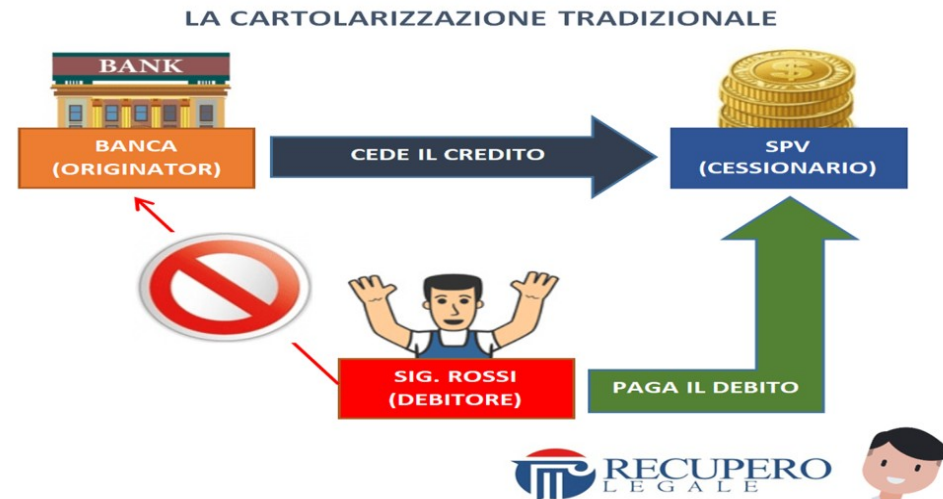 LA CARTOLARIZZAZIONE TRADIZIONALE
BANK
BANCA
(ORIGINATOR)
CEDE IL CREDITO
SPV
(CESSIONARIO)
SIG. ROSSI
(DEBITORE)
PAGA IL DEBITO
RECUPERO
LEGALE